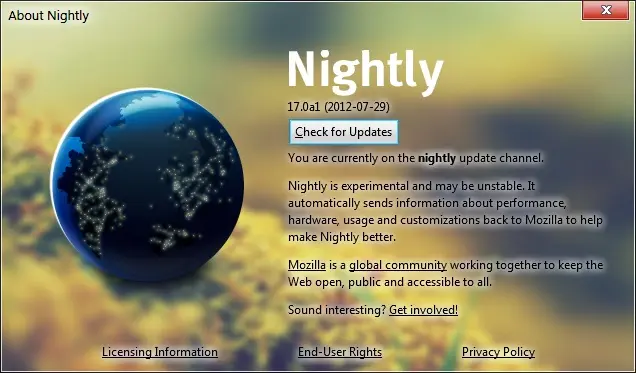 About Nightly
Nightly
17.0a1 (2012-07-29)
Check for Updates
You are currently on the nightly update channel.
Nightly is experimental and may be unstable. It
automatically sends information about performance,
hardware, usage and customizations back to Mozilla to help
make Nightly better.
Mozilla is a global community working together to keep the
Web open, public and accessible to all.
Sound interesting? Get involved!
Licensing Information End-User Rights Privacy Policy